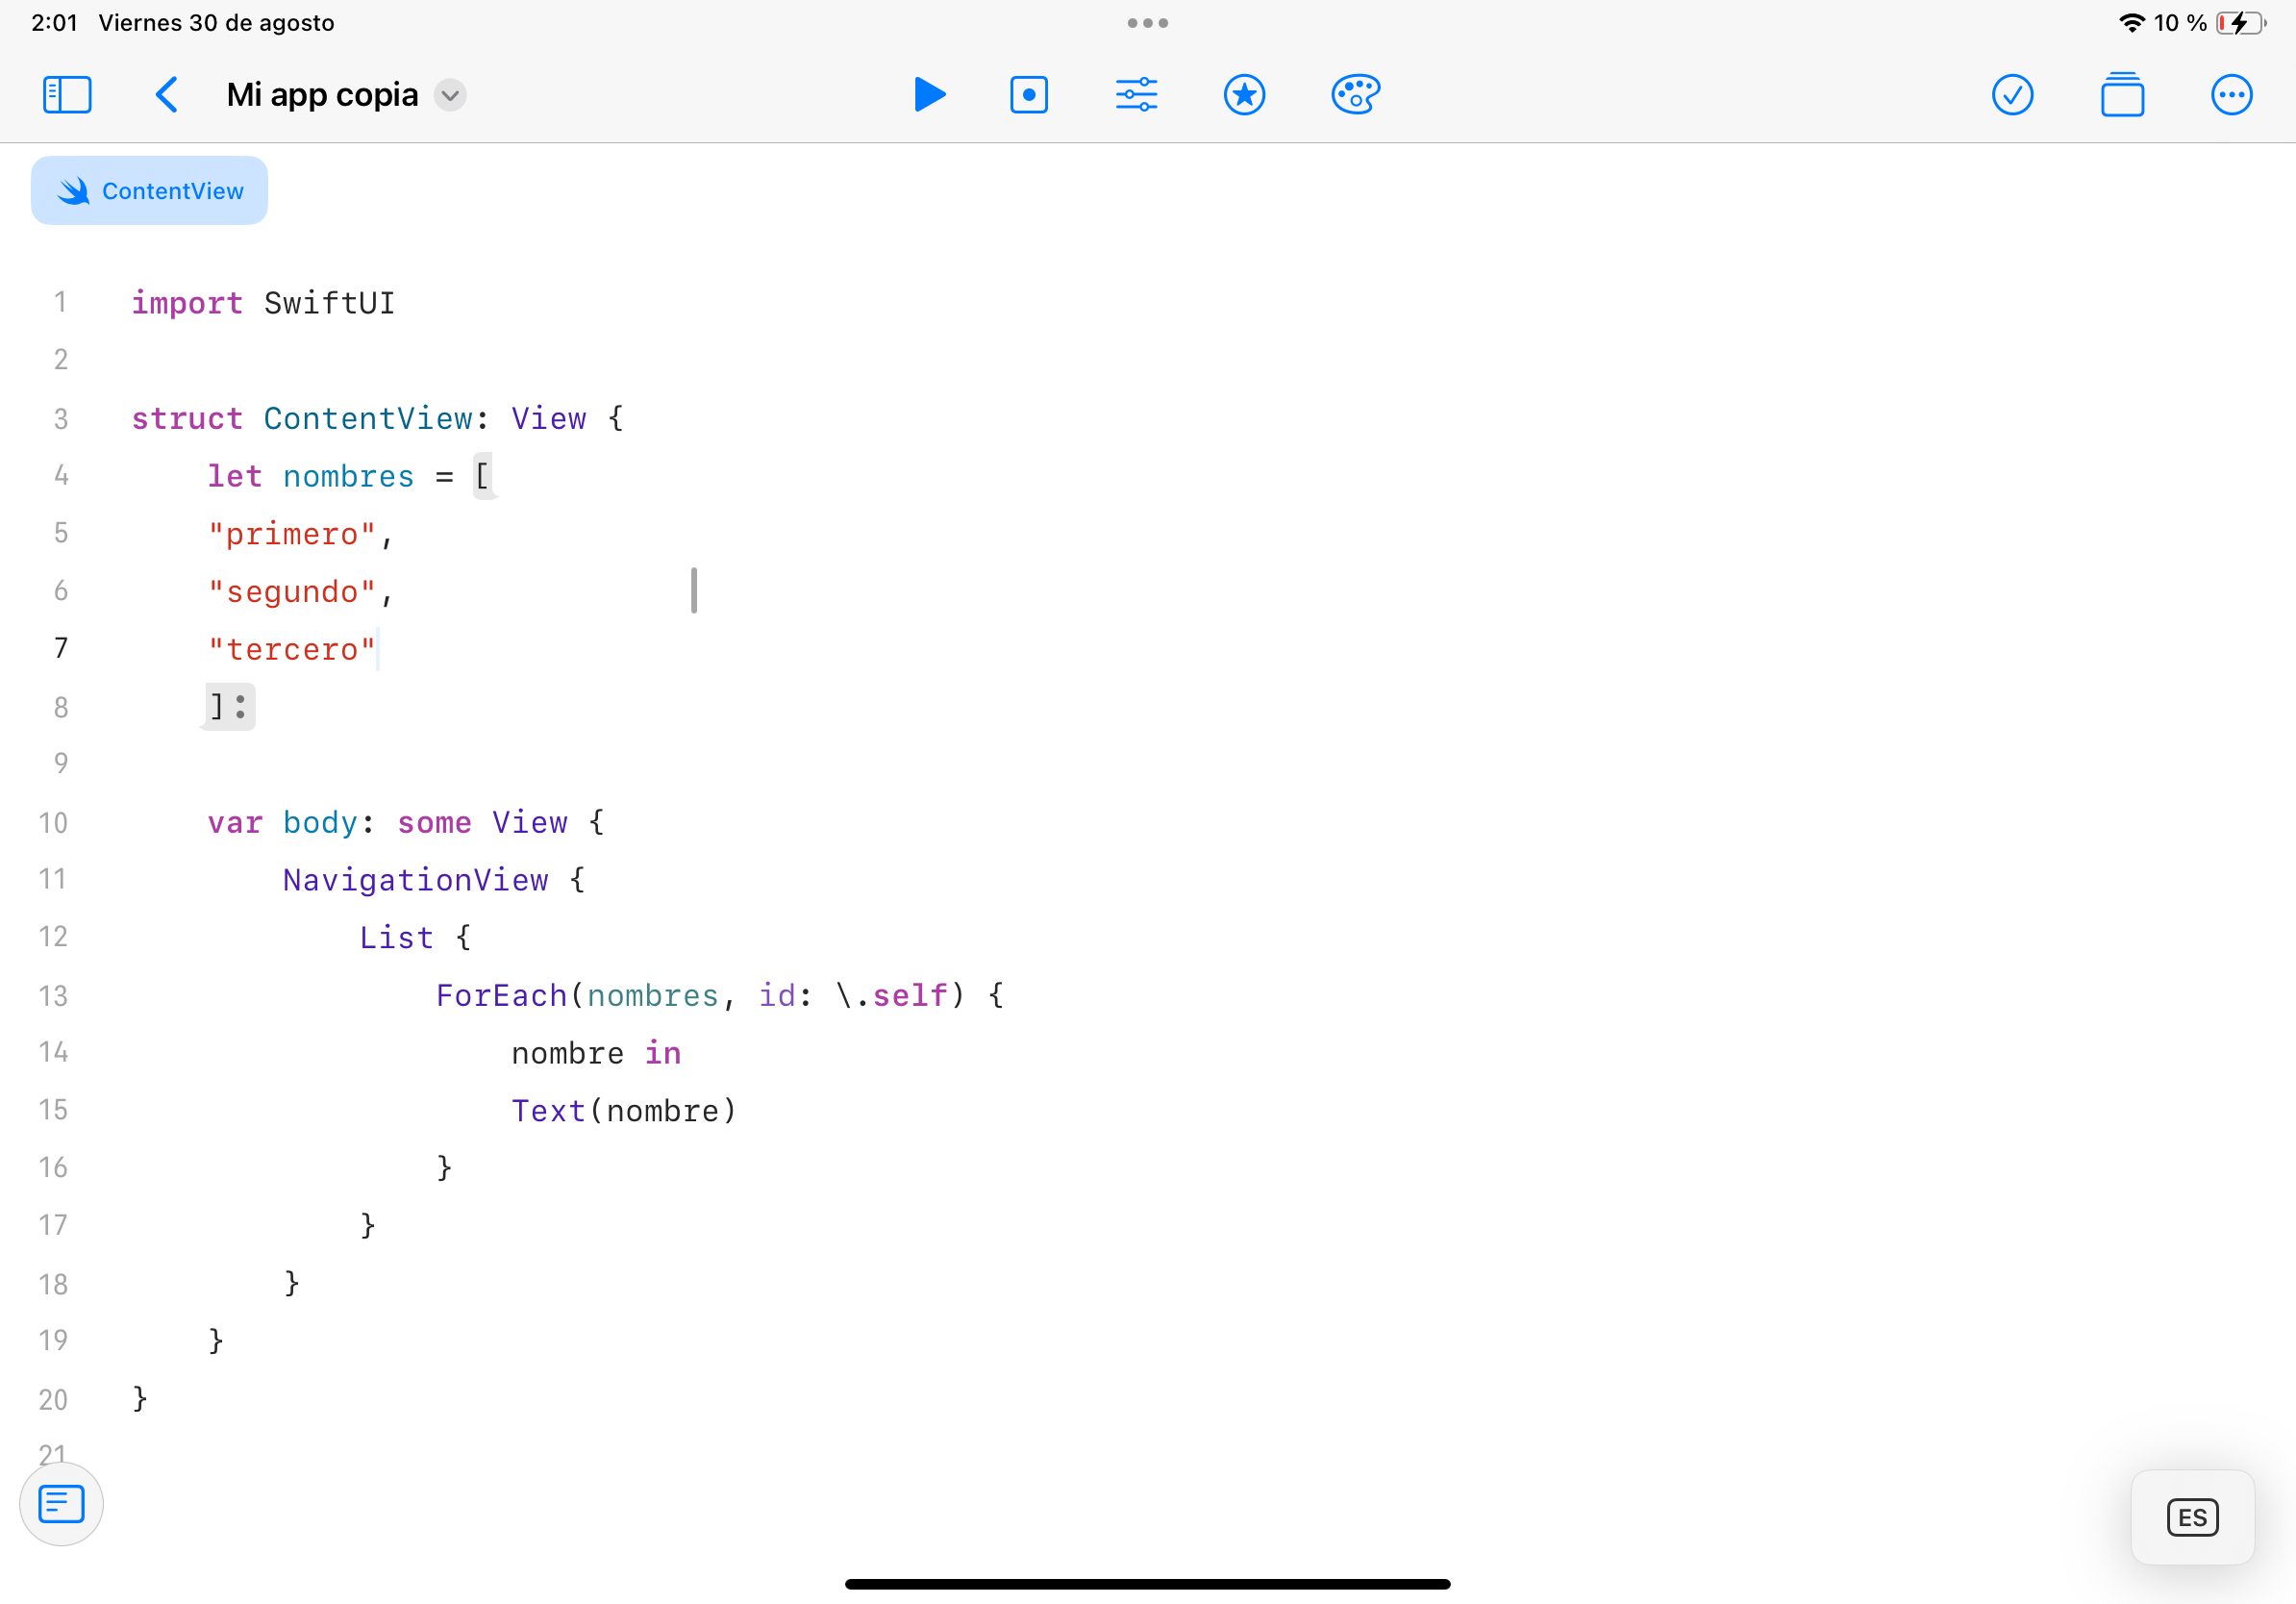 2:01 Viernes 30 de agosto 10 %
Mi app copia
ContentView
1 import SwiftUI
2
3 struct ContentView: View {
4 let nombres = [
5 "primero",
6 "segundo",
7 "tercero"
8 ]
9
10 var body: some View {
11 NavigationView {
12 List {
13 ForEach(nombres, id: \.self) {
14 nombre in
15 Text(nombre)
16 }
17 }
18 }
19 }
20 }
21
ES